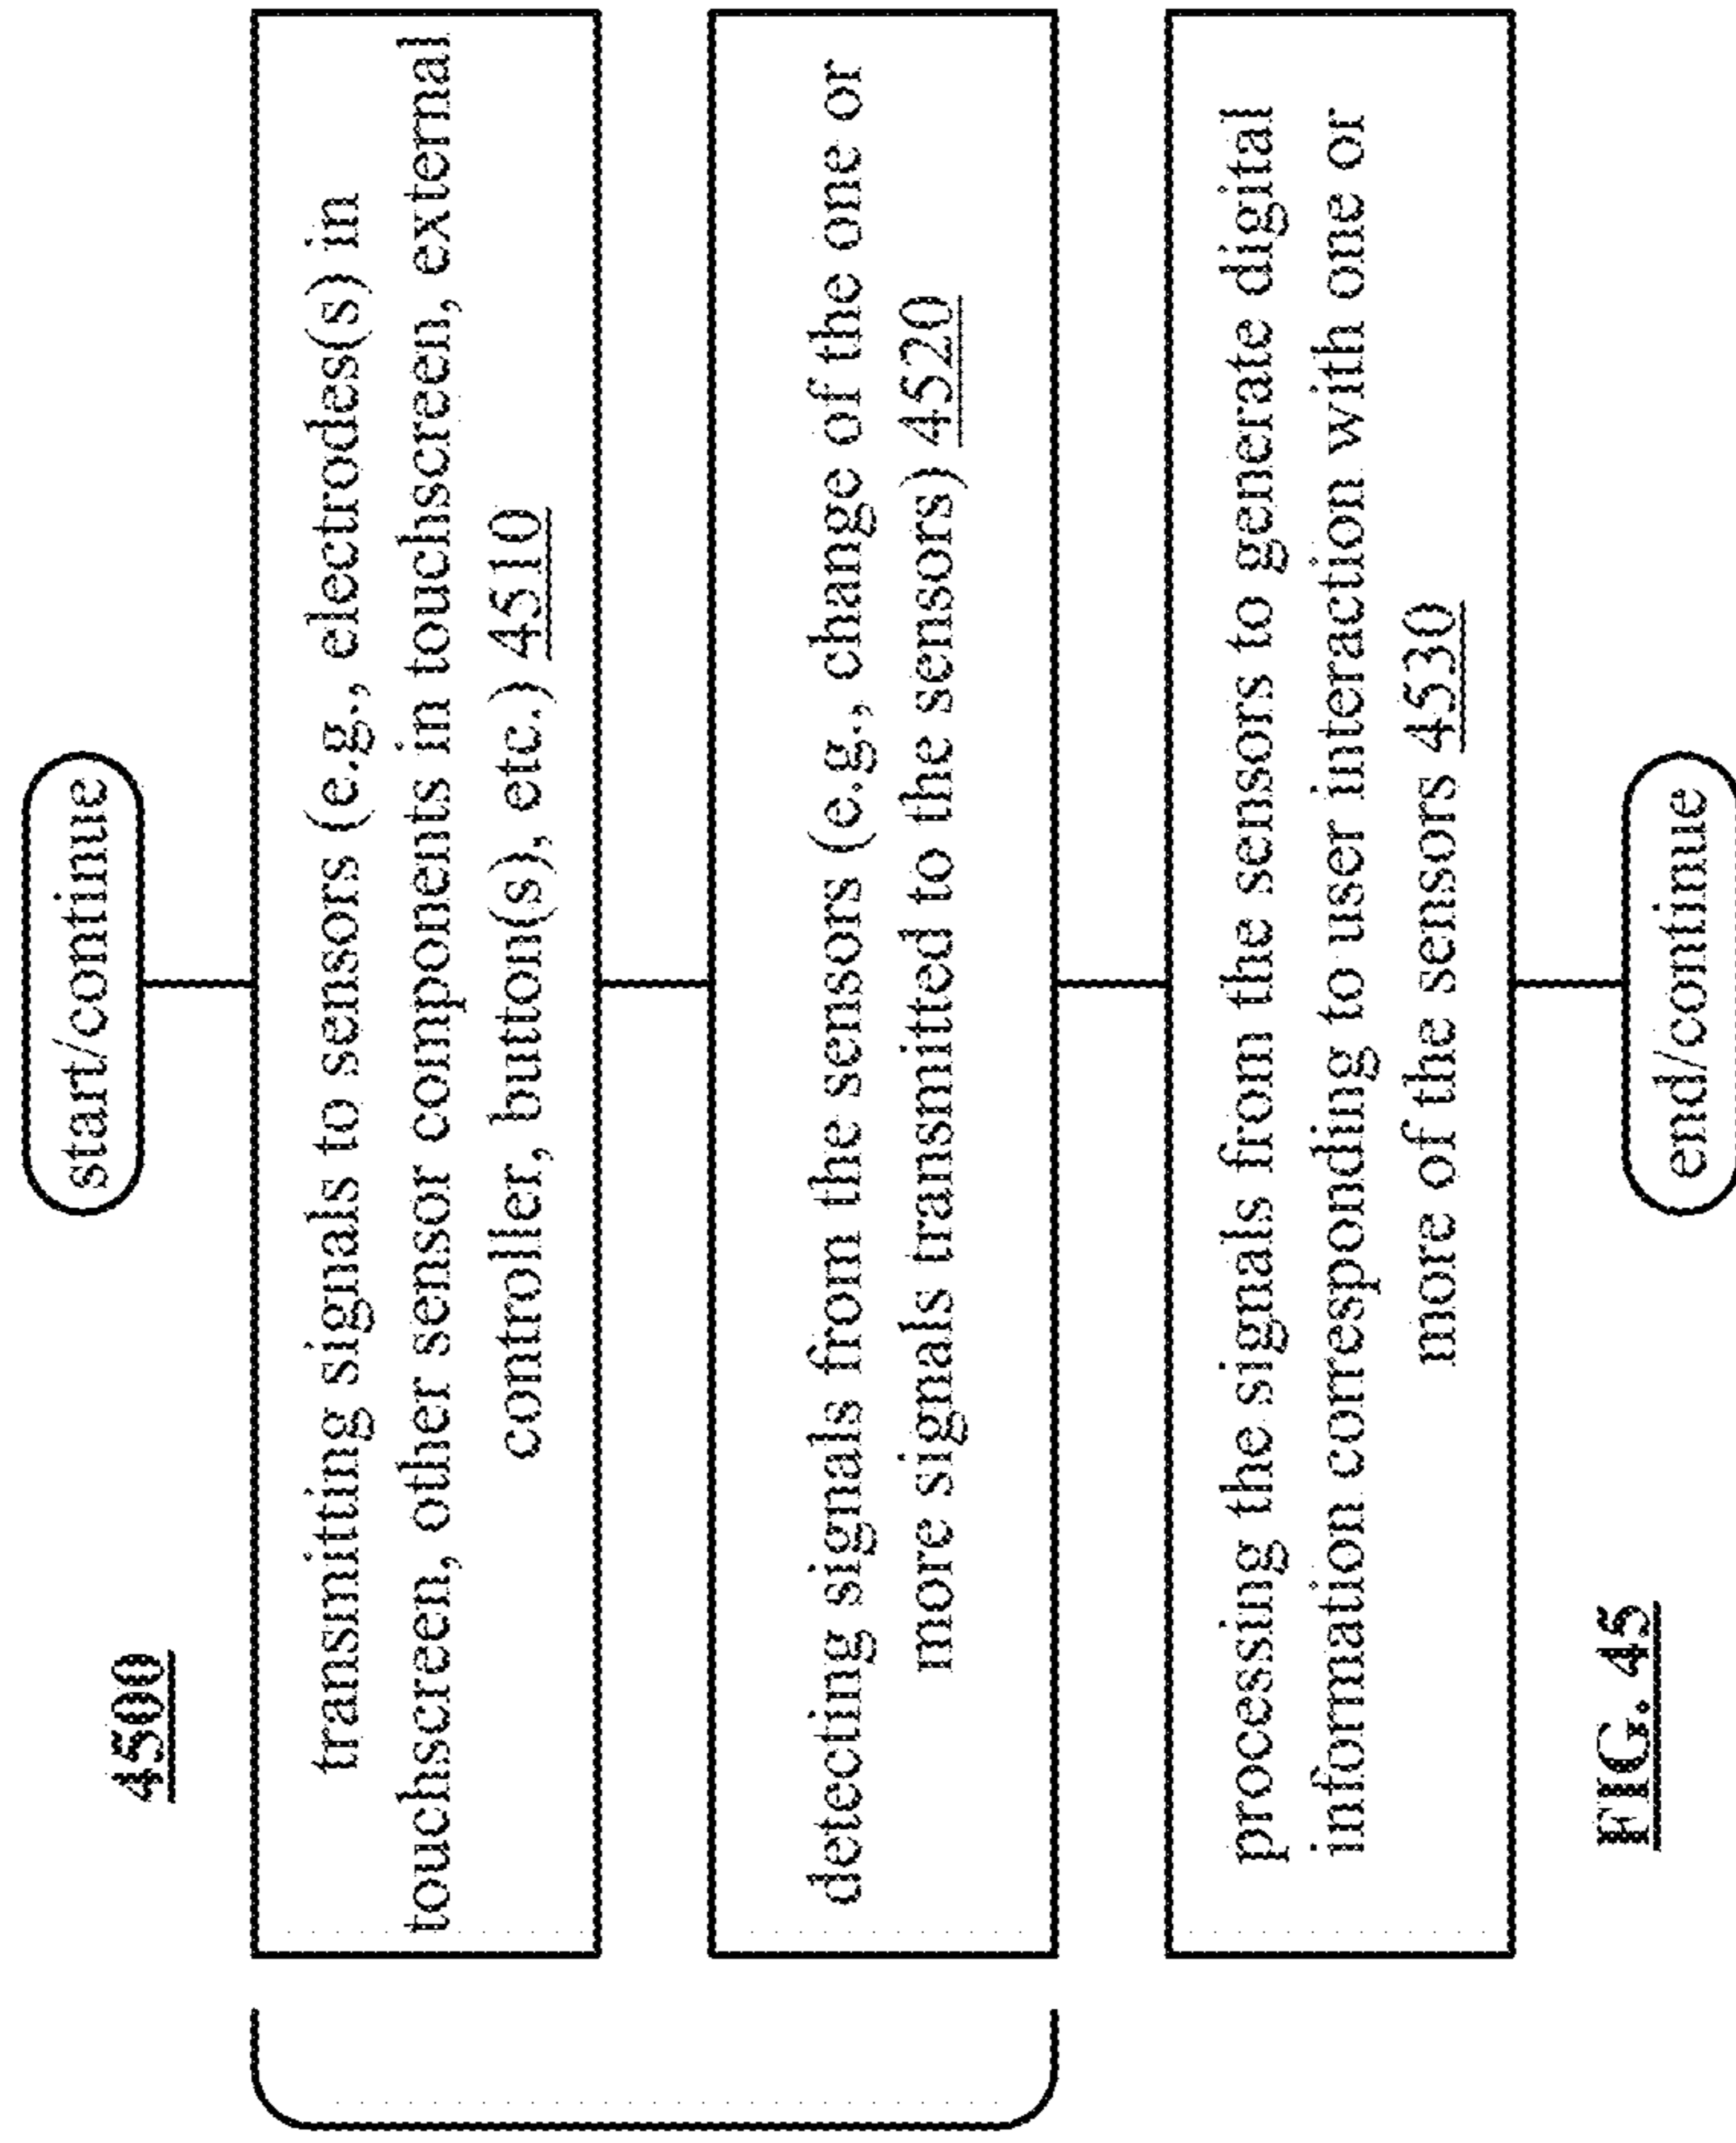 4500
start/continue
transmitting signals to sensors (e.g., electrodes(s) in
touchscreen, other sensor components in touchscreen, external
controller, button(s), etc.) 4510
detecting signals from the sensors (e.g., change of the one or
more signals transmitted to the sensors) 4520
processing the signals from the sensors to generate digital
information corresponding to user interaction with one or
more of the sensors 4530
end/continue
FIG. 45